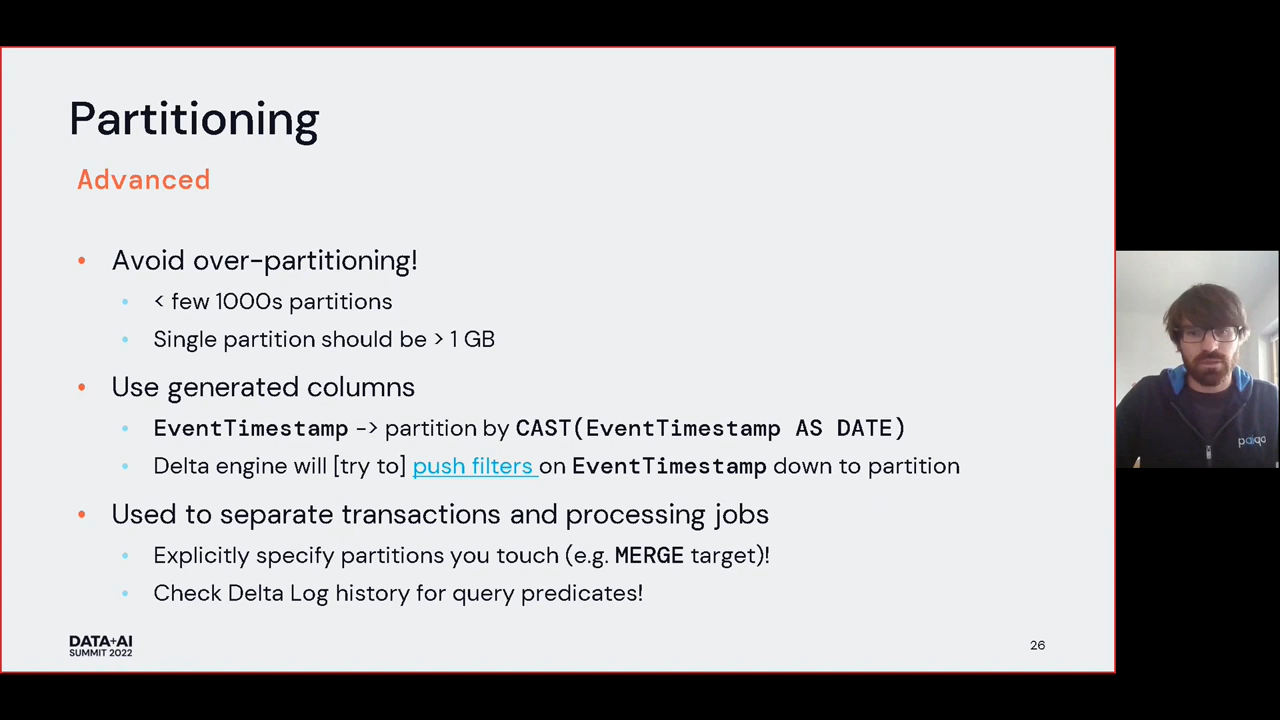 Partitioning
Advanced
• Avoid over-partitioning!
• < few 1000s partitions
• Single partition should be > 1 GB
• Use generated columns
• EventTimestamp -> partition by CAST(EventTimestamp AS DATE)
• Delta engine will [try to] push filters on EventTimestamp down to partition
• Used to separate transactions and processing jobs
• Explicitly specify partitions you touch (e.g. MERGE target)!
• Check Delta Log history for query predicates!
DATA+AI
SUMMIT 2022
26
paiqo